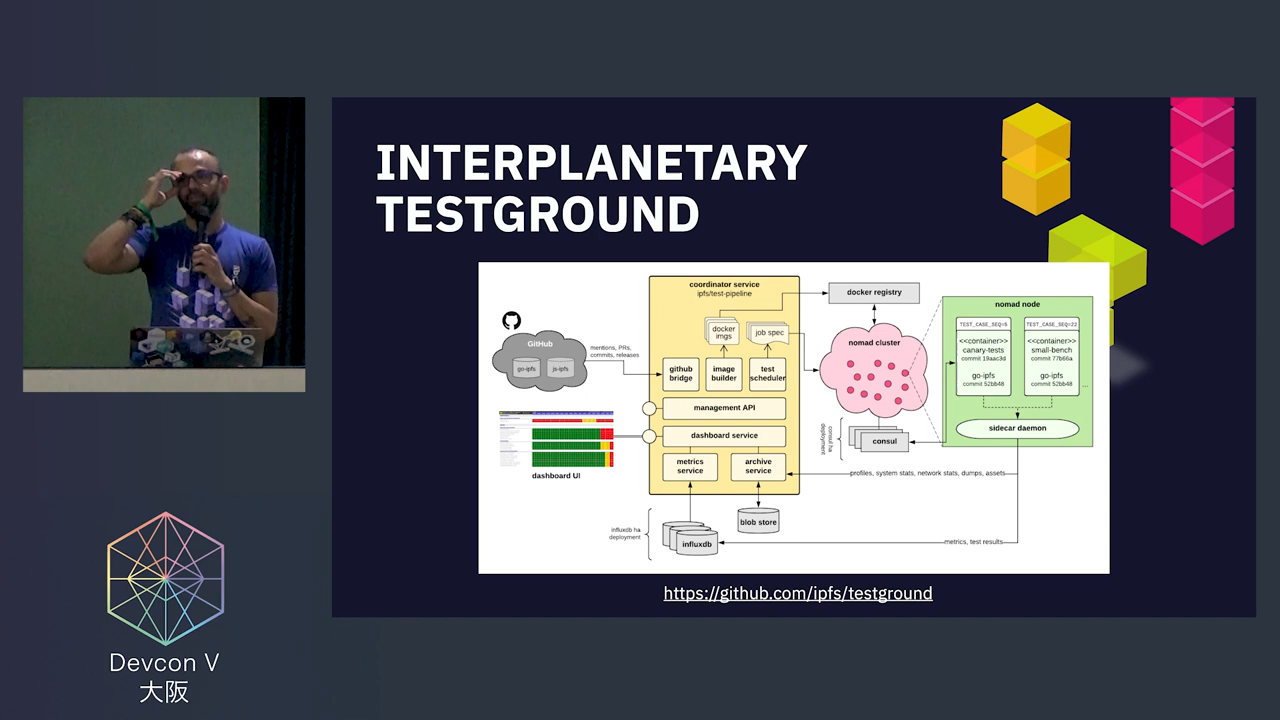 INTERPLANETARY
TESTGROUND
coordinator service
ipfs/test-pipeline
docker registry
nomad node
GitHub
go-ipfs
js-ipfs
mentions, PRs,
commits, releases
docker
imgs
job spec
github
bridge
image
builder
test
scheduler
management API
dashboard service
metrics
service
archive
service
dashboard UI
nomad cluster
TEST_CASE_SEQ=5
<<container>>
canary-tests
commit 19aac3d
go-ipfs
commit 52bb48
TEST_CASE_SEQ=22
<<container>>
small-bench
commit 77b66a
go-ipfs
commit 52bb48
...
sidecar daemon
consul ha
deployment
consul
profiles, system stats, network stats, dumps, assets
influxdb ha
deployment
influxdb
blob store
metrics, test results
https://github.com/ipfs/testground
Devcon V
大阪